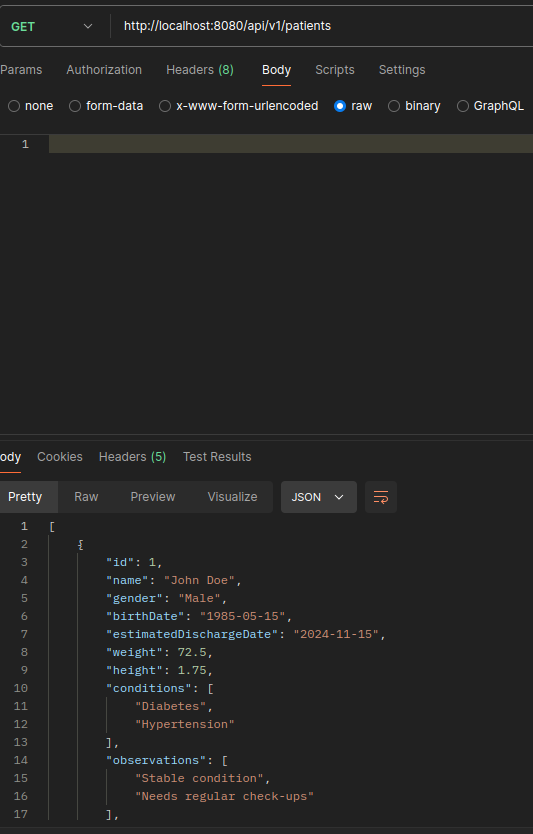 GET http://localhost:8080/api/v1/patients
Params Authorization Headers (8) Body Scripts Settings
none form-data x-www-form-urlencoded raw binary GraphQL
1
ody Cookies Headers (5) Test Results
Pretty Raw Preview Visualize JSON
1 [
2 {
3 "id": 1,
4 "name": "John Doe",
5 "gender": "Male",
6 "birthDate": "1985-05-15",
7 "estimatedDischargeDate": "2024-11-15",
8 "weight": 72.5,
9 "height": 1.75,
10 "conditions": [
11 "Diabetes",
12 "Hypertension"
13 ],
14 "observations": [
15 "Stable condition",
16 "Needs regular check-ups"
17 ],